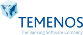 TEMENOS
The Banking Software Company